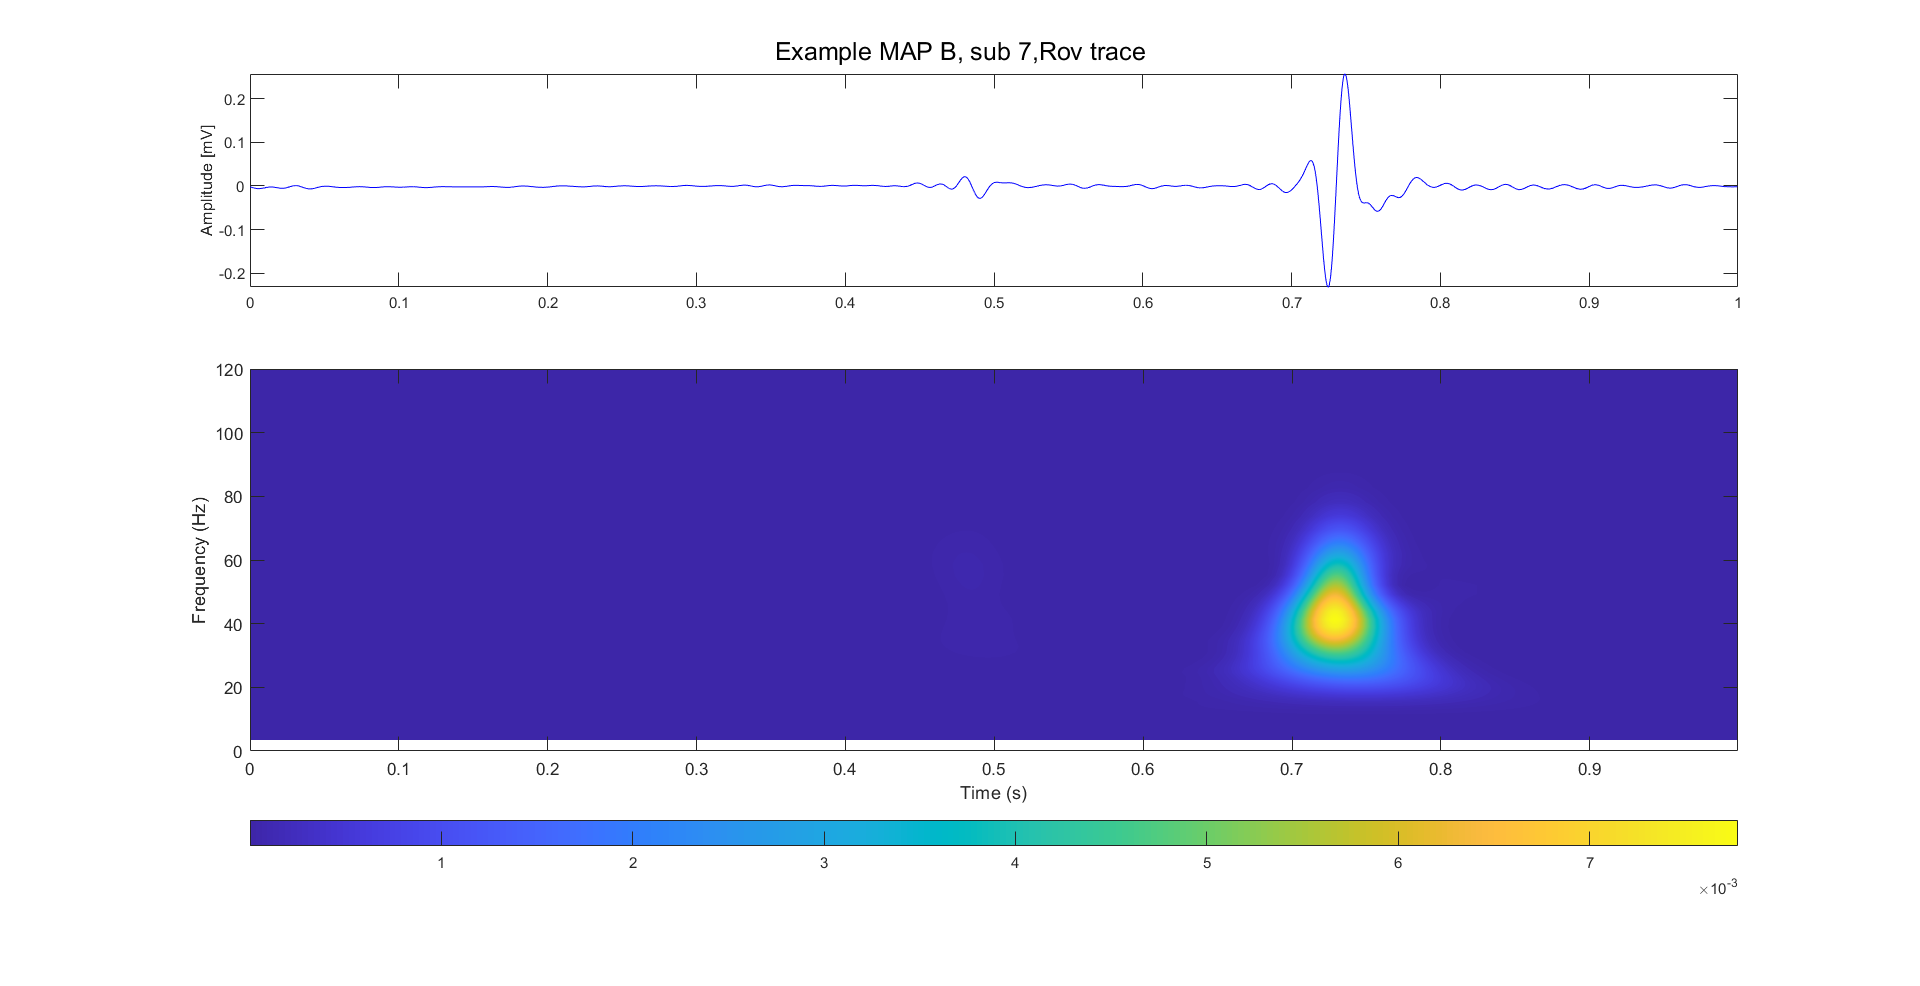 Example MAP B, sub 7,Rov trace
Amplitude [mV]
0.2
0.1
0
-0.1
-0.2
0 0.1 0.2 0.3 0.4 0.5 0.6 0.7 0.8 0.9 1
Frequency (Hz)
120
100
80
60
40
20
0
0 0.1 0.2 0.3 0.4 0.5 0.6 0.7 0.8 0.9
Time (s)
1 2 3 4 5 6 7
×10-3